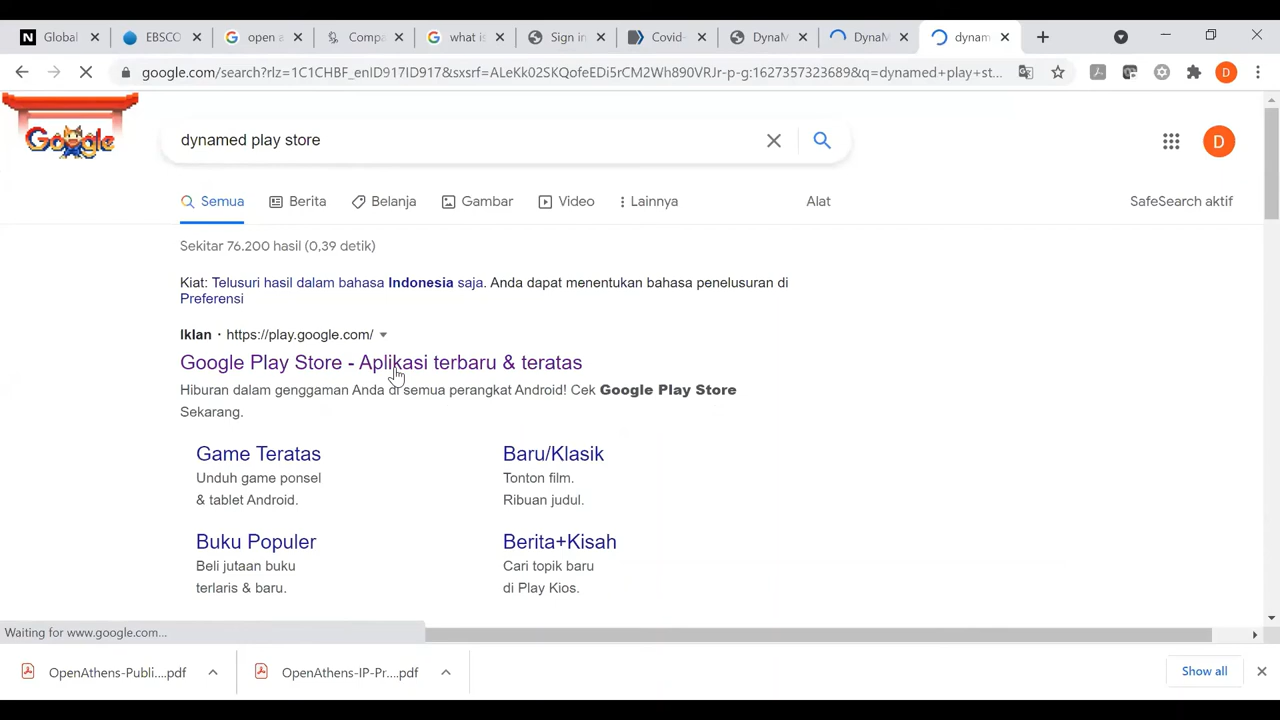 Global
EBSCO
open a
Compa
what is
Sign in
Covid-
DynaM
DynaM
dynam
google.com/search?rlz=1C1CHBF_enID917ID917&sxsrf=ALeKk02SKQofeEDi5rCM2Wh890VRJr-p-g:1627357323689&q=dynamed+play+st...
D
Google
dynamed play store
D
Semua
Berita
Belanja
Gambar
Video
Lainnya
Alat
SafeSearch aktif
Sekitar 76.200 hasil (0,39 detik)
Kiat: Telusuri hasil dalam bahasa Indonesia saja. Anda dapat menentukan bahasa penelusuran di
Preferensi
Iklan · https://play.google.com/
Google Play Store - Aplikasi terbaru & teratas
Hiburan dalam genggaman Anda di semua perangkat Android! Cek Google Play Store
Sekarang.
Game Teratas
Unduh game ponsel
& tablet Android.
Baru/Klasik
Tonton film.
Ribuan judul.
Buku Populer
Beli jutaan buku
terlaris & baru.
Berita+Kisah
Cari topik baru
di Play Kios.
Waiting for www.google.com...
OpenAthens-Publi....pdf
OpenAthens-IP-Pr....pdf
Show all